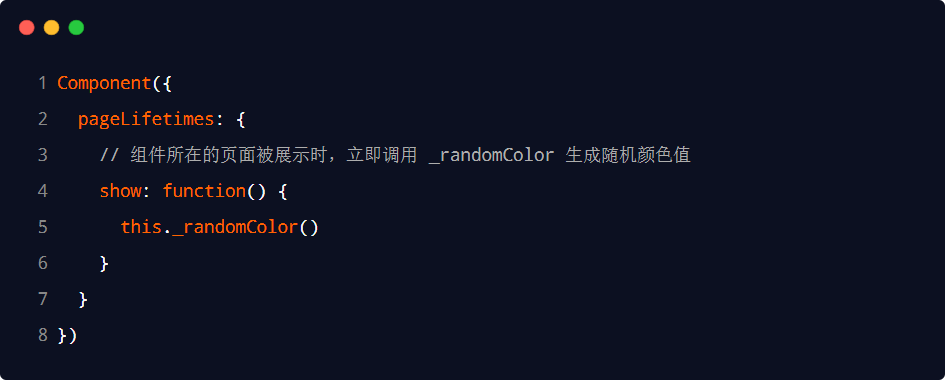 1 Component({
2   pageLifetimes: {
3     // 组件所在的页面被展示时，立即调用 _randomColor 生成随机颜色值
4     show: function() {
5       this._randomColor()
6     }
7   }
8 })